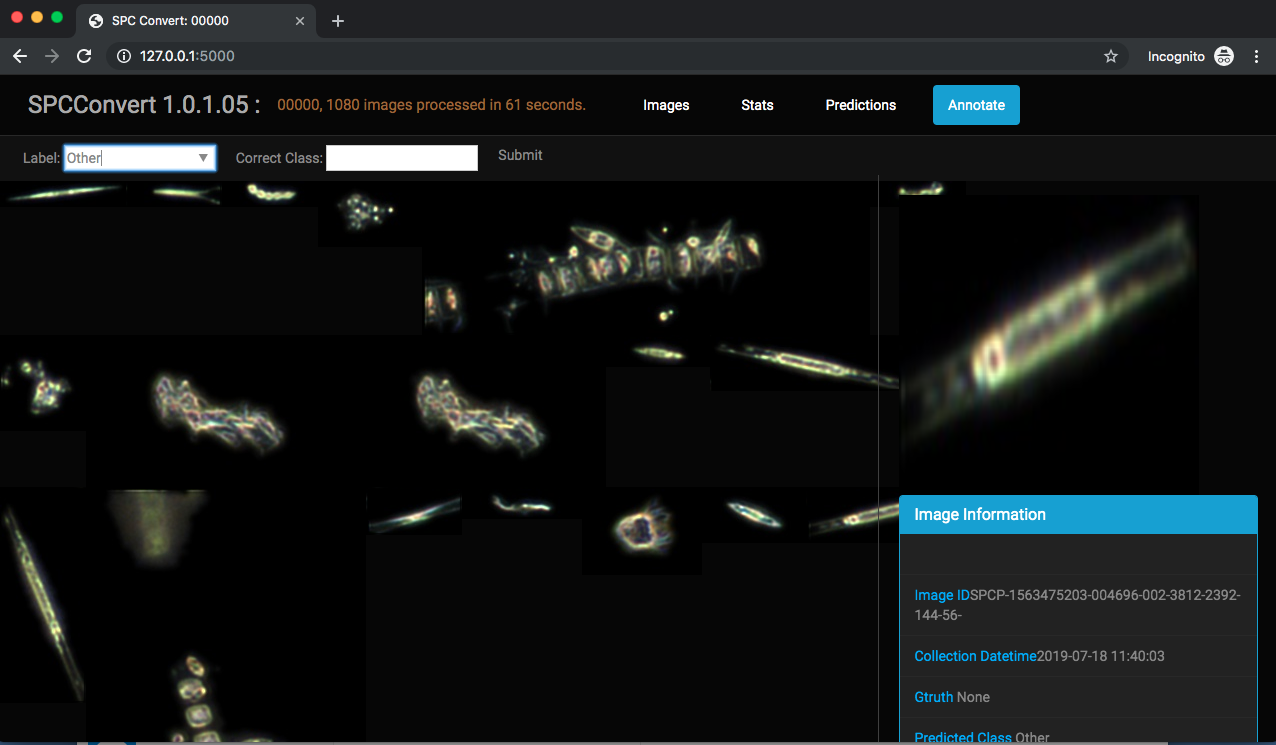 SPC Convert: 00000
127.0.0.1:5000
Incognito
SPCConvert 1.0.1.05 : 00000, 1080 images processed in 61 seconds. Images Stats Predictions Annotate
Label: Other Correct Class: Submit
Image Information
Image IDSPCP-1563475203-004696-002-3812-2392-
144-56-
Collection Datetime2019-07-18 11:40:03
Gtruth None
Predicted Class Other